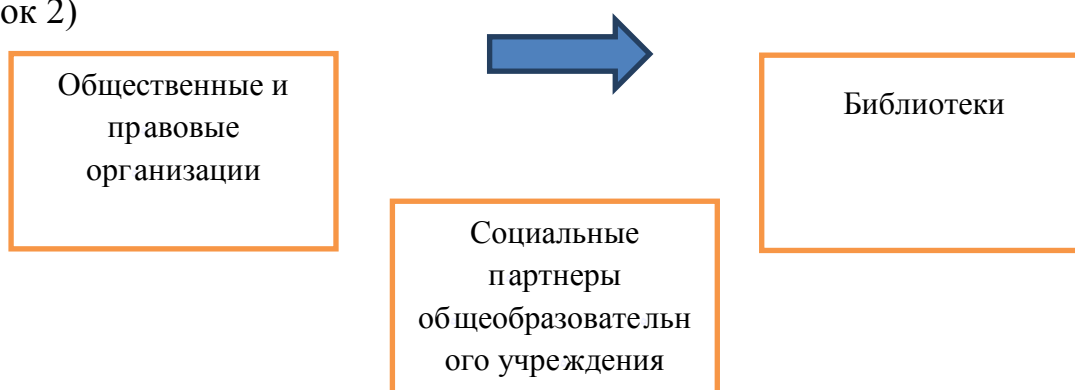 ок 2)
Общественные и
правовые
организации
Библиотеки
Социальные
партнеры
общеобразовательн
ого учреждения